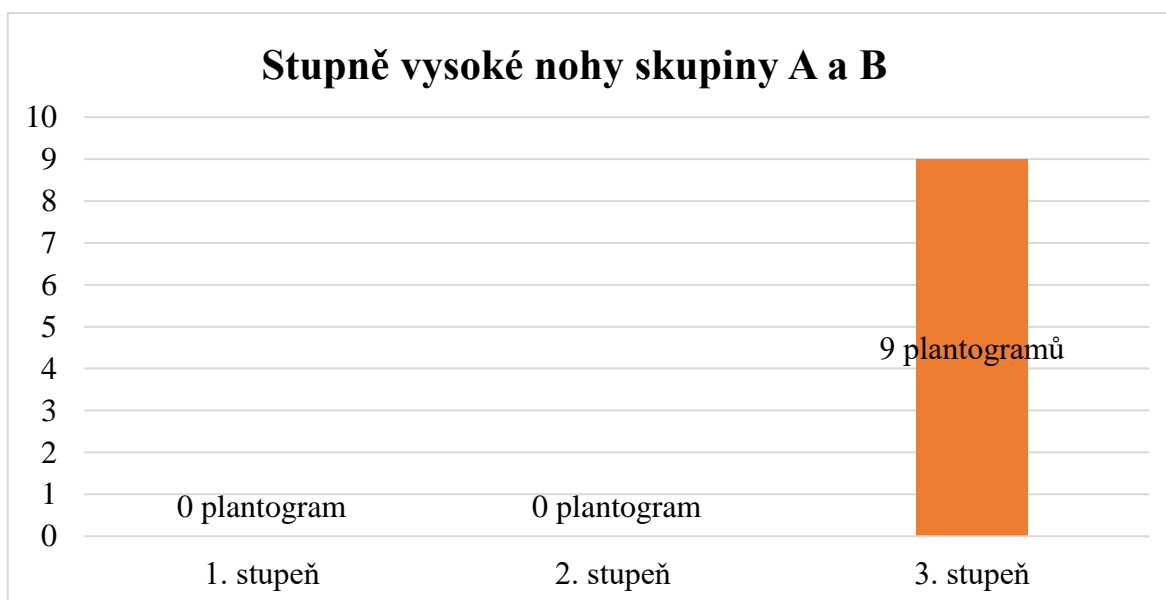 Stupně vysoké nohy skupiny A a B
10
9
8
7
6
5
4
3
2
1
0
0 plantogram
0 plantogram
9 plantogramů
1. stupeň
2. stupeň
3. stupeň